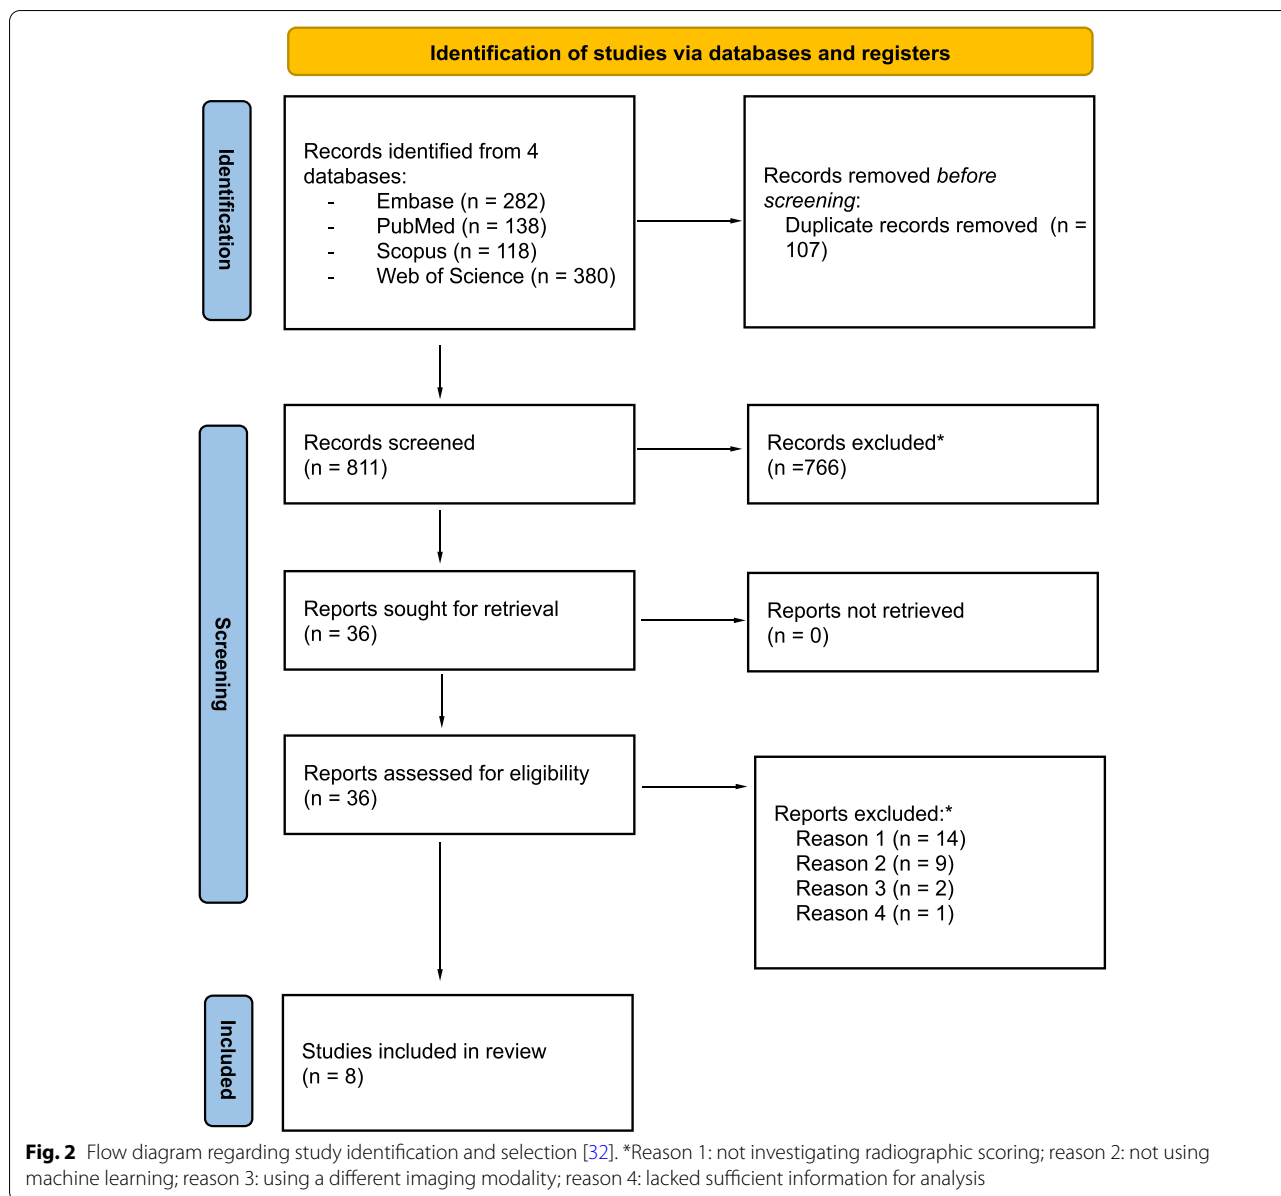 Identification of studies via databases and registers
Identification
Records identified from 4
databases:
- Embase (n = 282)
- PubMed (n = 138)
- Scopus (n = 118)
- Web of Science (n = 380)
Records removed before
screening:
Duplicate records removed (n =
107)
Screening
Records screened
(n = 811)
Records excluded*
(n =766)
Reports sought for retrieval
(n = 36)
Reports not retrieved
(n = 0)
Reports assessed for eligibility
(n = 36)
Reports excluded:*
Reason 1 (n = 14)
Reason 2 (n = 9)
Reason 3 (n = 2)
Reason 4 (n = 1)
Included
Studies included in review
(n = 8)
Fig. 2 Flow diagram regarding study identification and selection [32]. *Reason 1: not investigating radiographic scoring; reason 2: not using
machine learning; reason 3: using a different imaging modality; reason 4: lacked sufficient information for analysis